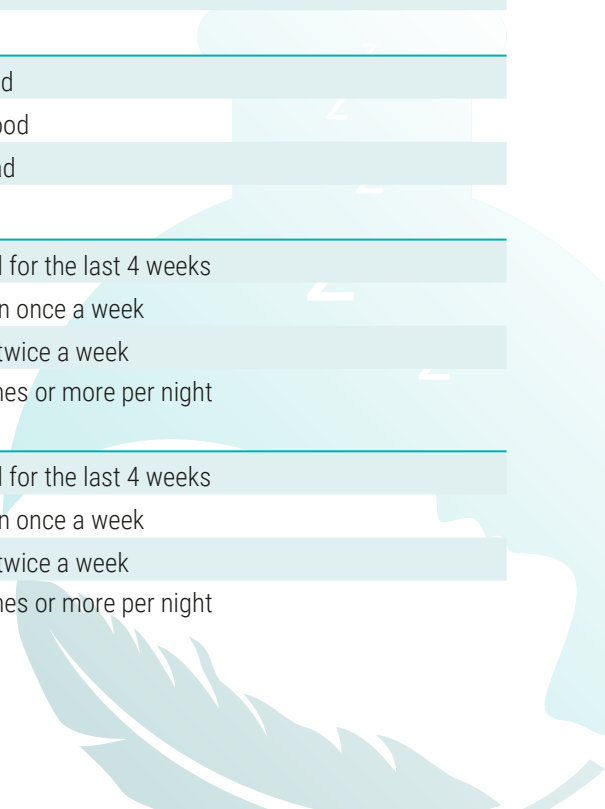 d
ood
ad
l for the last 4 weeks
n once a week
twice a week
nes or more per night
l for the last 4 weeks
n once a week
twice a week
nes or more per night
z
z
z
z
z